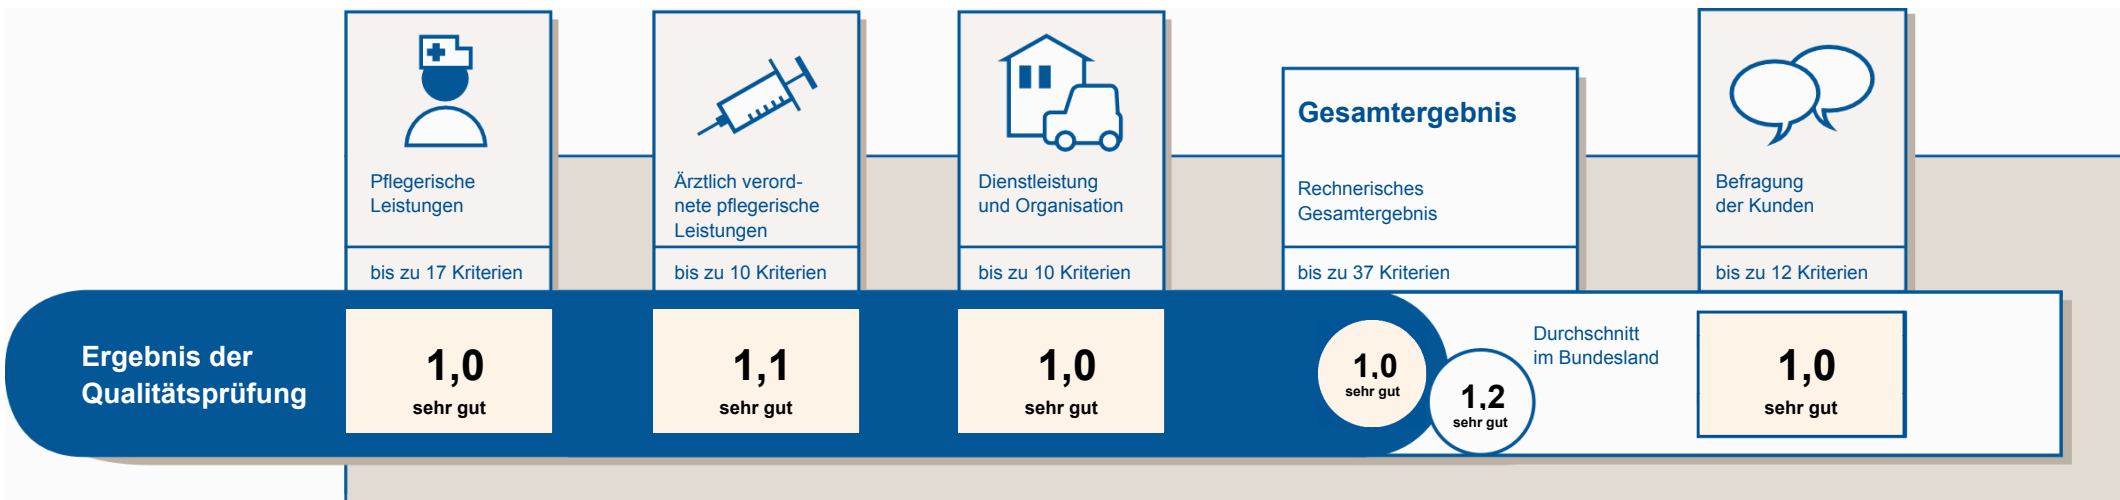 Pflegerische
Leistungen
bis zu 17 Kriterien
Ärztlich verord-
nete pflegerische
Leistungen
bis zu 10 Kriterien
Dienstleistung
und Organisation
bis zu 10 Kriterien
Gesamtergebnis
Rechnerisches
Gesamtergebnis
bis zu 37 Kriterien
Befragung
der Kunden
bis zu 12 Kriterien
Ergebnis der
Qualitätsprüfung
1,0
sehr gut
1,1
sehr gut
1,0
sehr gut
1,0
sehr gut
1,2
sehr gut
Durchschnitt
im Bundesland
1,0
sehr gut